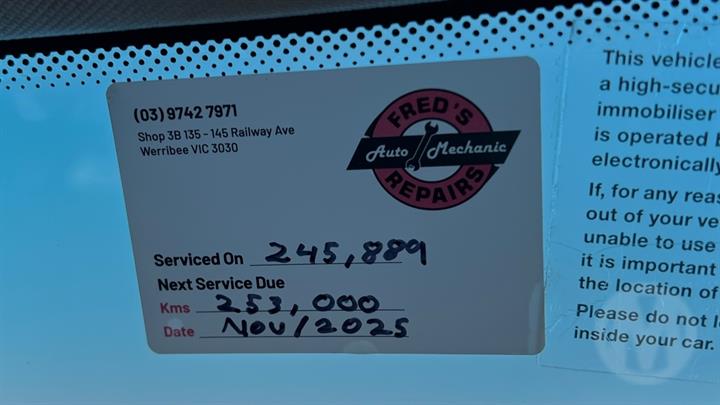 (03) 9742 7971
Shop 3B 135 - 145 Railway Ave
Werribee VIC 3030
FRED'S
Auto Mechanic
REPAIRS
Serviced On 245,889
Next Service Due
Kms 253,000
Date Nov/2025
This vehicle
a high-secu
immobiliser
is operated
electronically
If, for any reas
out of your ve
unable to use
it is important
the location of
Please do not l
inside your car.